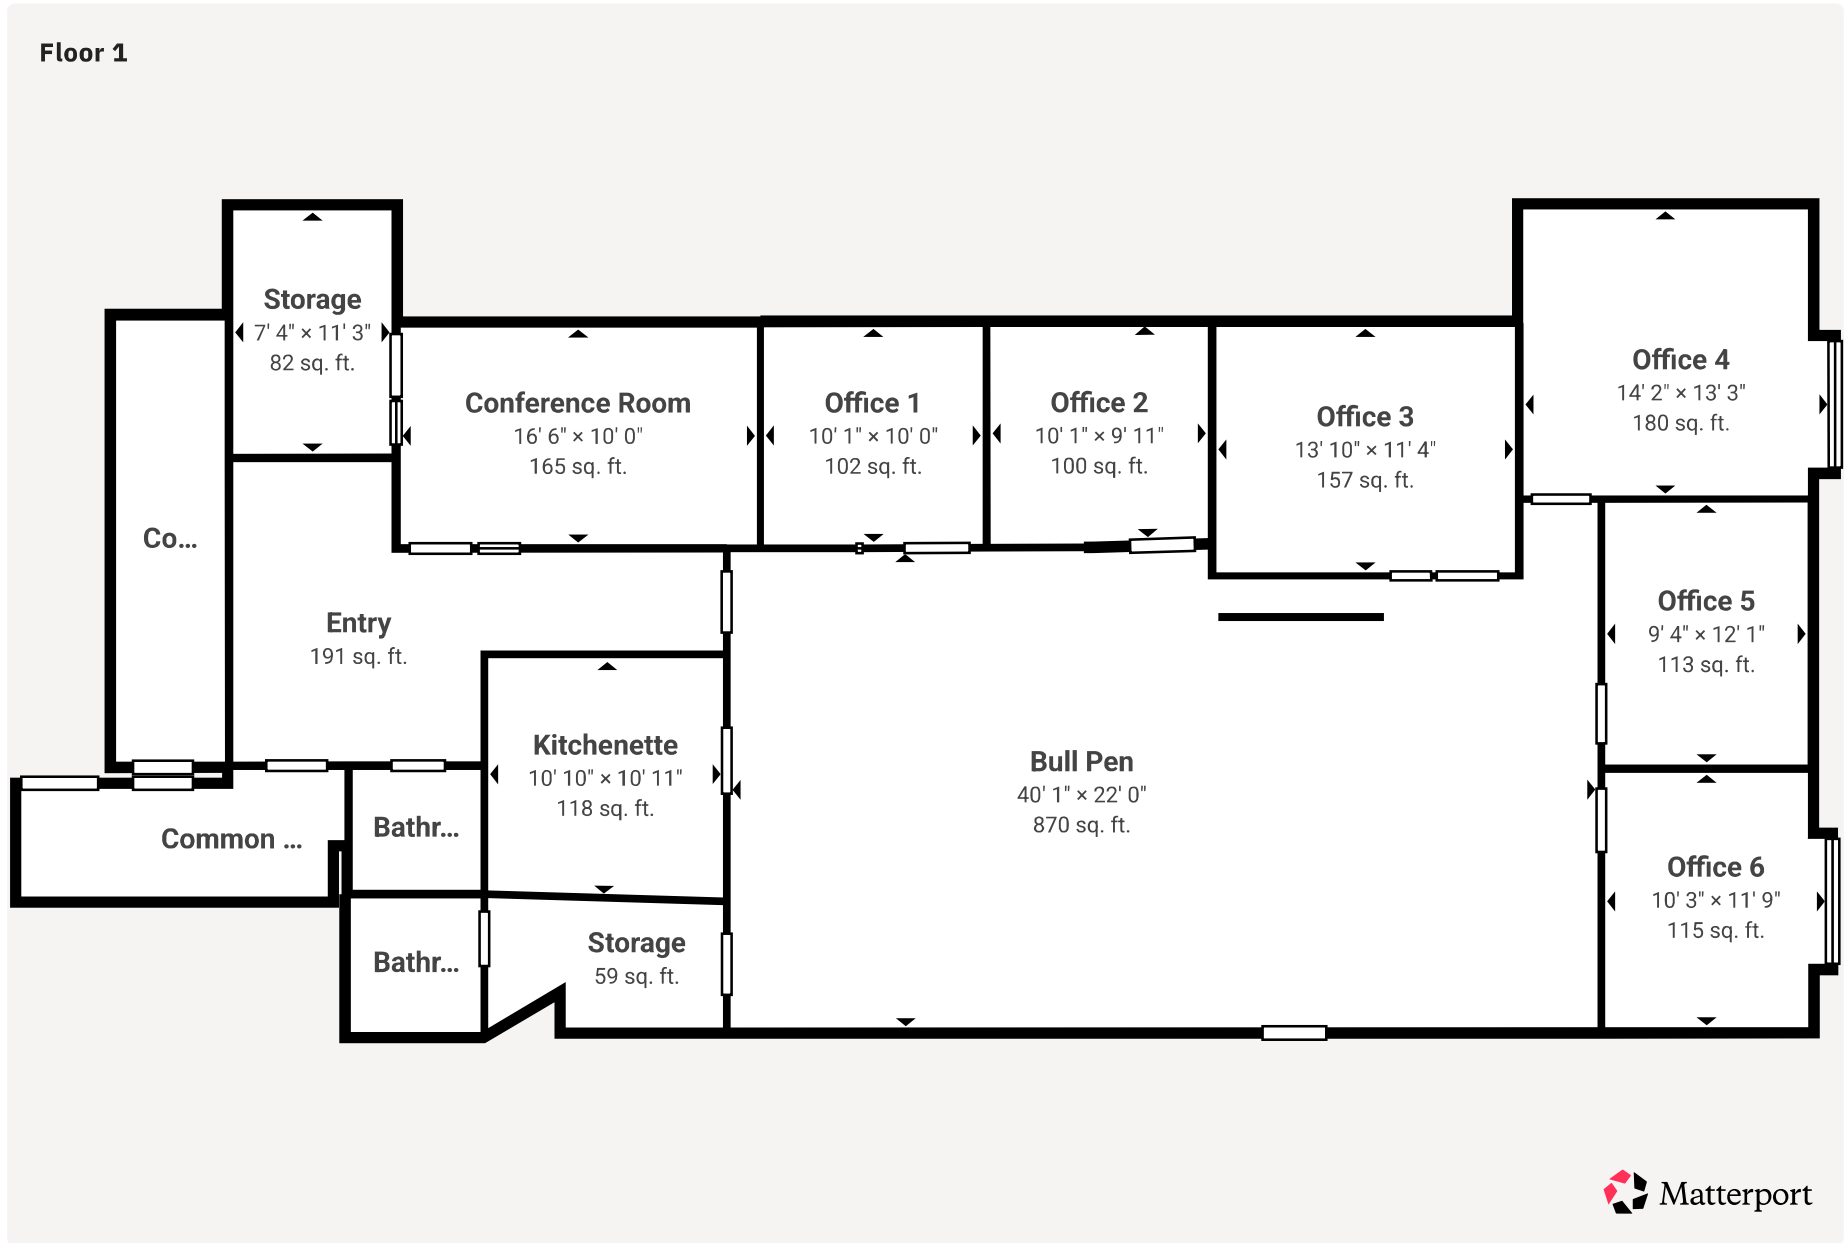 Floor 1
Storage
7' 4" × 11' 3"
82 sq. ft.
Conference Room
16' 6" × 10' 0"
165 sq. ft.
Office 1
10' 1" × 10' 0"
102 sq. ft.
Office 2
10' 1" × 9' 11"
100 sq. ft.
Office 3
13' 10" × 11' 4"
157 sq. ft.
Office 4
14' 2" × 13' 3"
180 sq. ft.
Co...
Entry
191 sq. ft.
Office 5
9' 4" × 12' 1"
113 sq. ft.
Kitchenette
10' 10" × 10' 11"
118 sq. ft.
Bull Pen
40' 1" × 22' 0"
870 sq. ft.
Common ...
Bathr...
Office 6
10' 3" × 11' 9"
115 sq. ft.
Bathr...
Storage
59 sq. ft.
Matterport